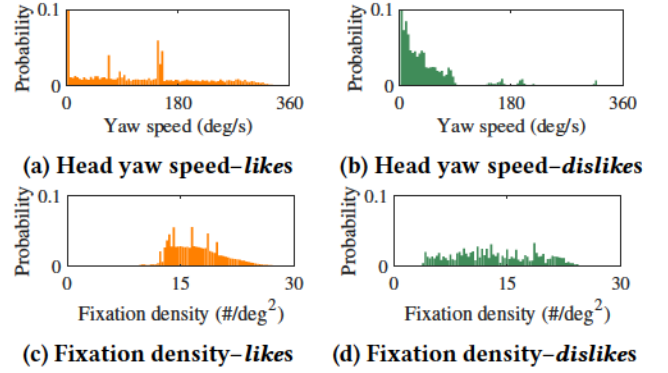 Probability
0.1
0
0
180
360
Yaw speed (deg/s)
(a) Head yaw speed–likes
Probability
0.1
0
0
180
360
Yaw speed (deg/s)
(b) Head yaw speed–dislikes
Probability
0.1
0
0
15
30
Fixation density (#/deg²)
(c) Fixation density–likes
Probability
0.1
0
0
15
30
Fixation density (#/deg²)
(d) Fixation density–dislikes